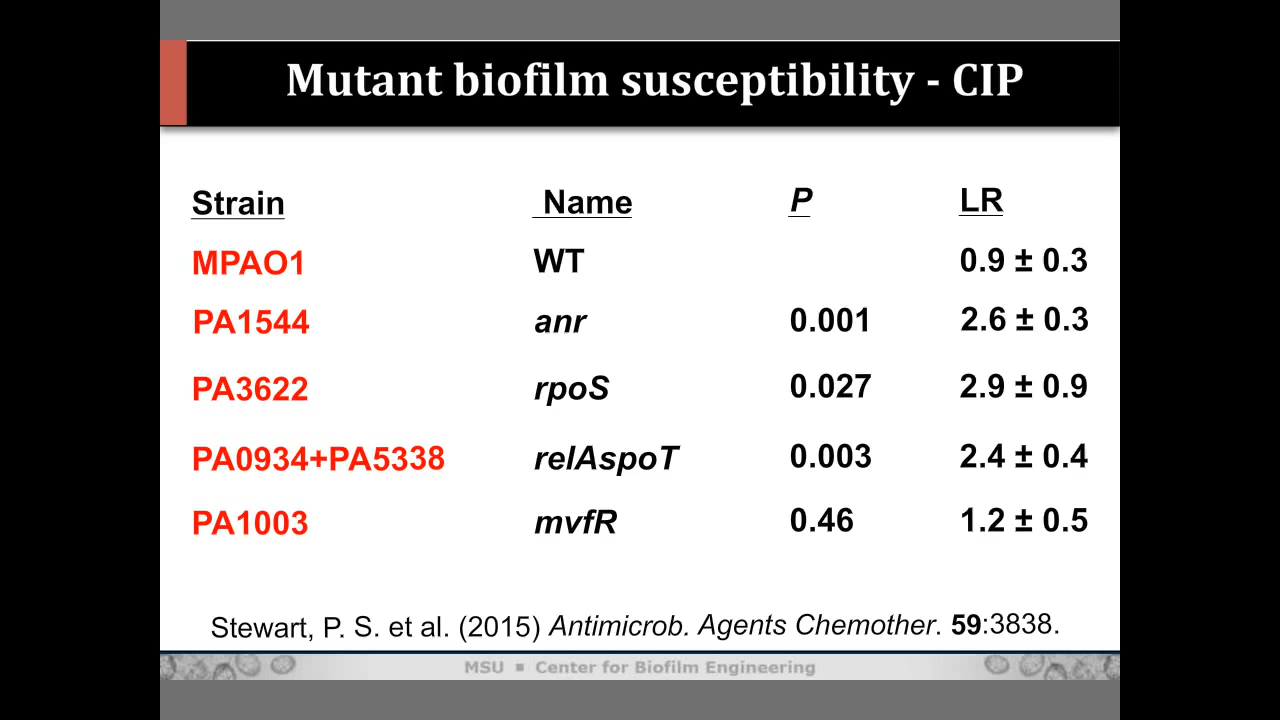 Mutant biofilm susceptibility - CIP
Strain Name P LR
MPAO1 WT 0.9 ± 0.3
PA1544 anr 0.001 2.6 ± 0.3
PA3622 rpoS 0.027 2.9 ± 0.9
PA0934+PA5338 relAspoT 0.003 2.4 ± 0.4
PA1003 mvfR 0.46 1.2 ± 0.5
Stewart, P. S. et al. (2015) Antimicrob. Agents Chemother. 59:3838.
MSU ■ Center for Biofilm Engineering